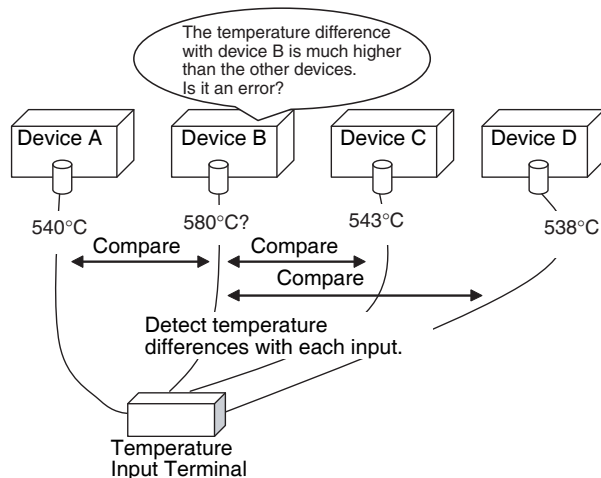 The temperature difference
with device B is much higher
than the other devices.
Is it an error?
Device A
Device B
Device C
Device D
540°C
580°C?
543°C
538°C
Compare
Compare
Compare
Detect temperature
differences with each input.
Temperature
Input Terminal